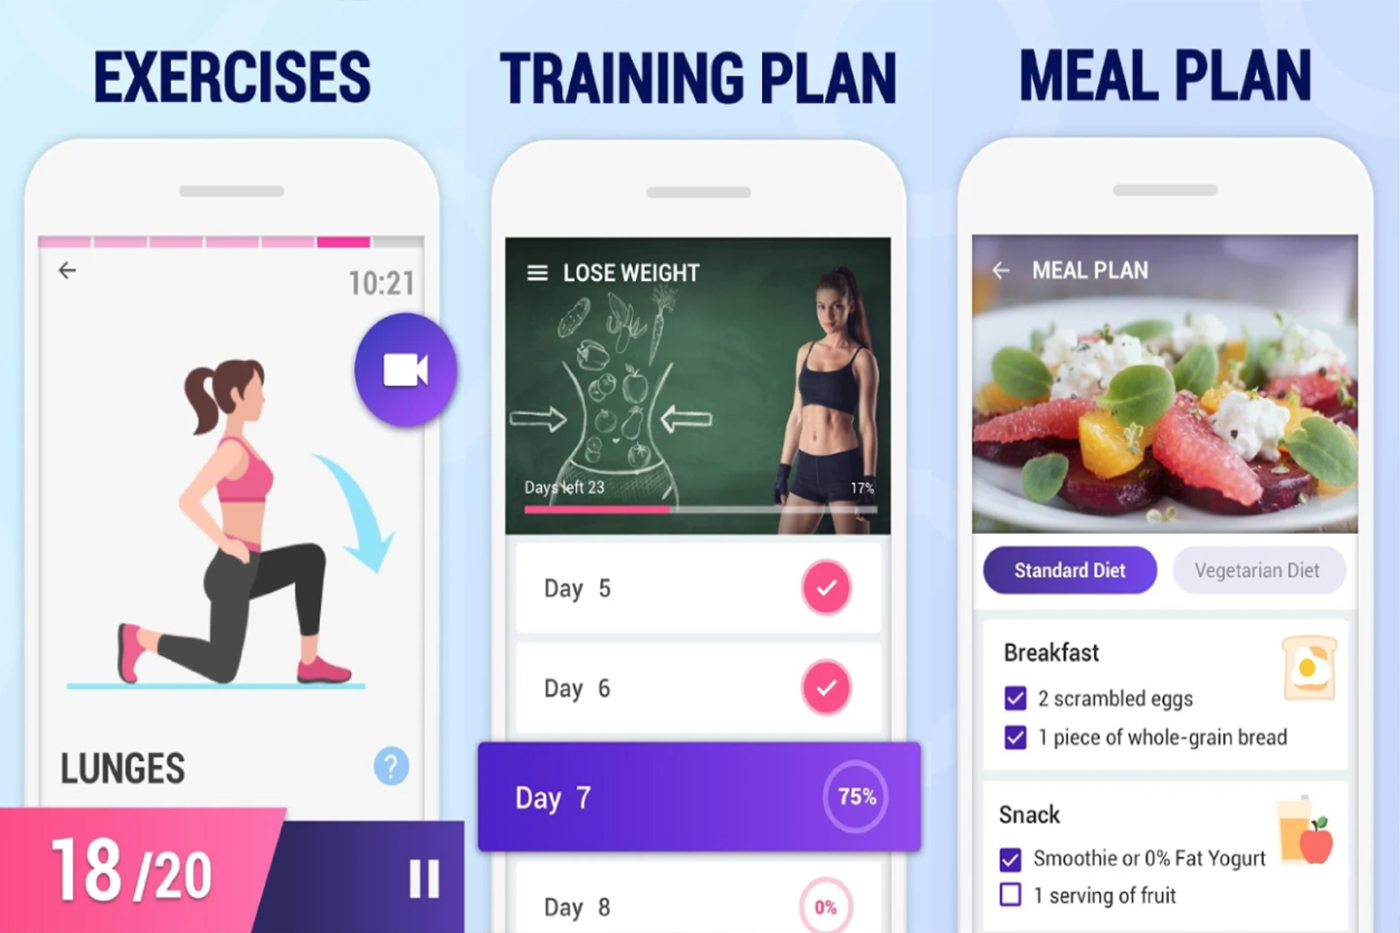 EXERCISES
10:21
LUNGES
?
18/20
TRAINING PLAN
LOSE WEIGHT
Days left 23
17%
Day 5
Day 6
Day 7
75%
Day 8
0%
MEAL PLAN
MEAL PLAN
Standard Diet
Vegetarian Diet
Breakfast
2 scrambled eggs
1 piece of whole-grain bread
Snack
Smoothie or 0% Fat Yogurt
1 serving of fruit